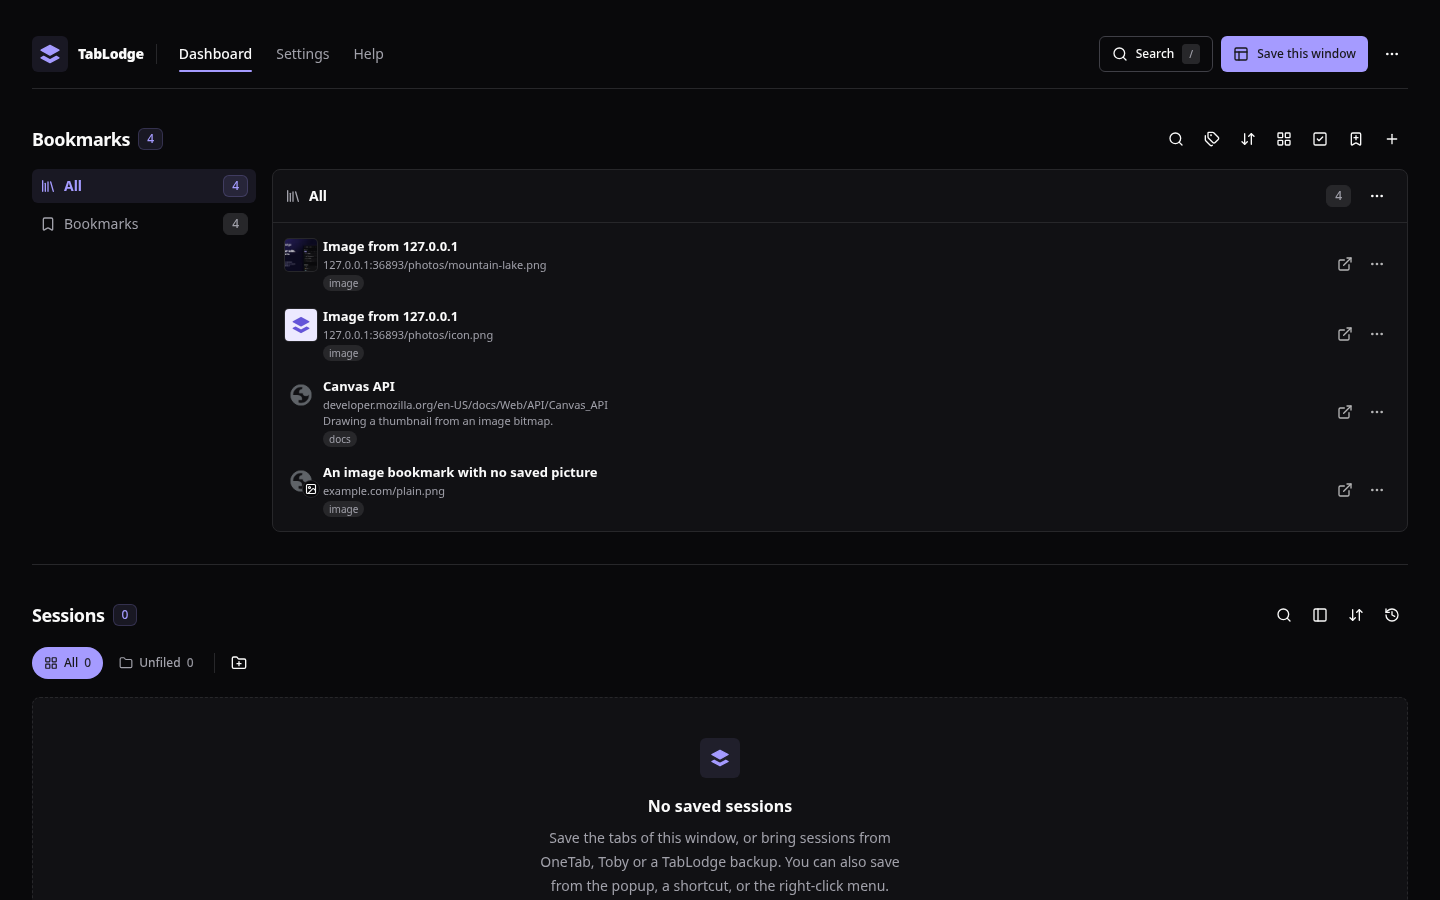 TabLodge
Dashboard
Settings
Help
Search /
Save this window
Bookmarks 4
All 4
Bookmarks 4
All 4
Image from 127.0.0.1
127.0.0.1:36893/photos/mountain-lake.png
image
Image from 127.0.0.1
127.0.0.1:36893/photos/icon.png
image
Canvas API
developer.mozilla.org/en-US/docs/Web/API/Canvas_API
Drawing a thumbnail from an image bitmap.
docs
An image bookmark with no saved picture
example.com/plain.png
image
Sessions 0
All 0
Unfiled 0
No saved sessions
Save the tabs of this window, or bring sessions from
OneTab, Toby or a TabLodge backup. You can also save
from the popup, a shortcut, or the right-click menu.